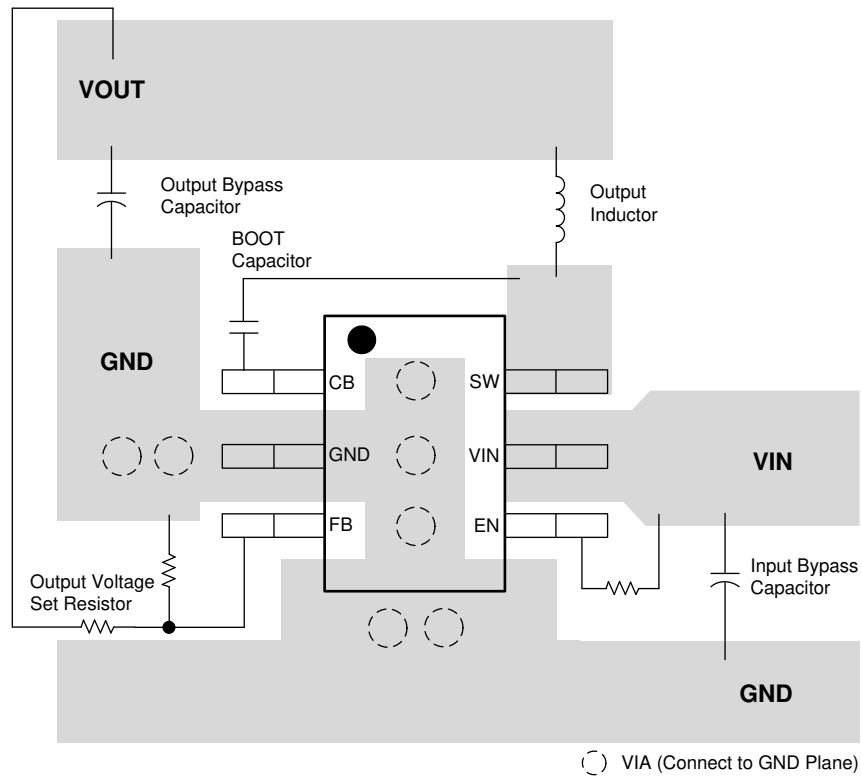 VOUT
Output Bypass
Capacitor
Output
Inductor
BOOT
Capacitor
GND
CB
SW
GND
VIN
VIN
FB
EN
Output Voltage
Set Resistor
Input Bypass
Capacitor
GND
VIA (Connect to GND Plane)